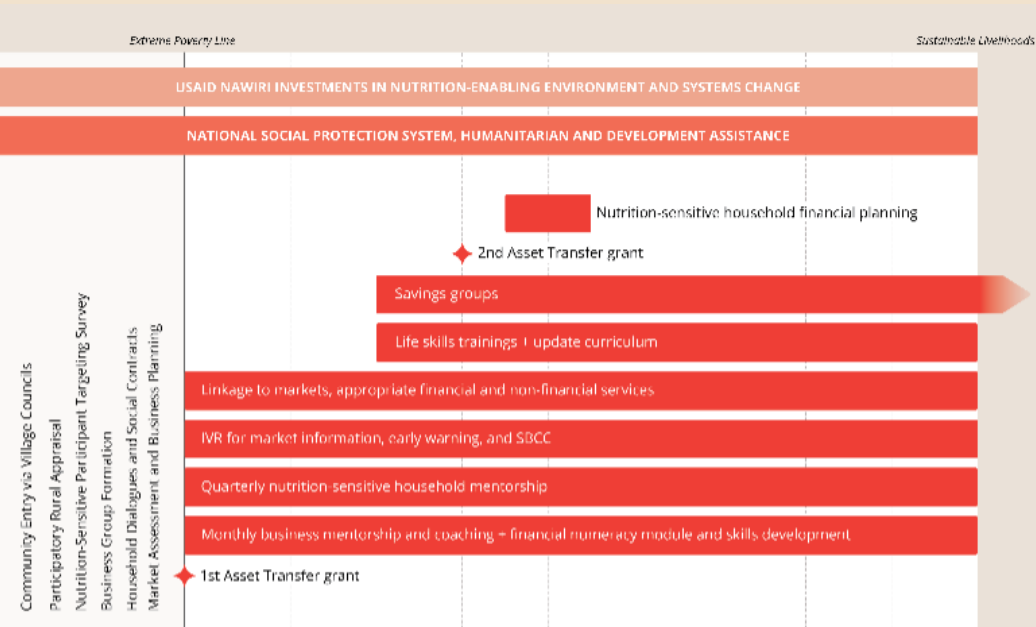 Extreme Poverty Line
Sustainable Livelihoods
USAID NAWIRI INVESTMENTS IN NUTRITION-ENABLING ENVIRONMENT AND SYSTEMS CHANGE
NATIONAL SOCIAL PROTECTION SYSTEM, HUMANITARIAN AND DEVELOPMENT ASSISTANCE
Nutrition-sensitive household financial planning
2nd Asset Transfer grant
Savings groups
Life skills trainings + update curriculum
Linkage to markets, appropriate financial and non-financial services
IVR for market information, early warning, and SBCC
Quarterly nutrition-sensitive household mentorship
Monthly business mentorship and coaching + financial numeracy module and skills development
1st Asset Transfer grant
Community Entry via Village Councils
Participatory Rural Appraisal
Nutrition-Sensitive Participant Targeting Survey
Business Group Formation
Household Dialogues and Social Contracts
Market Assessment and Business Planning